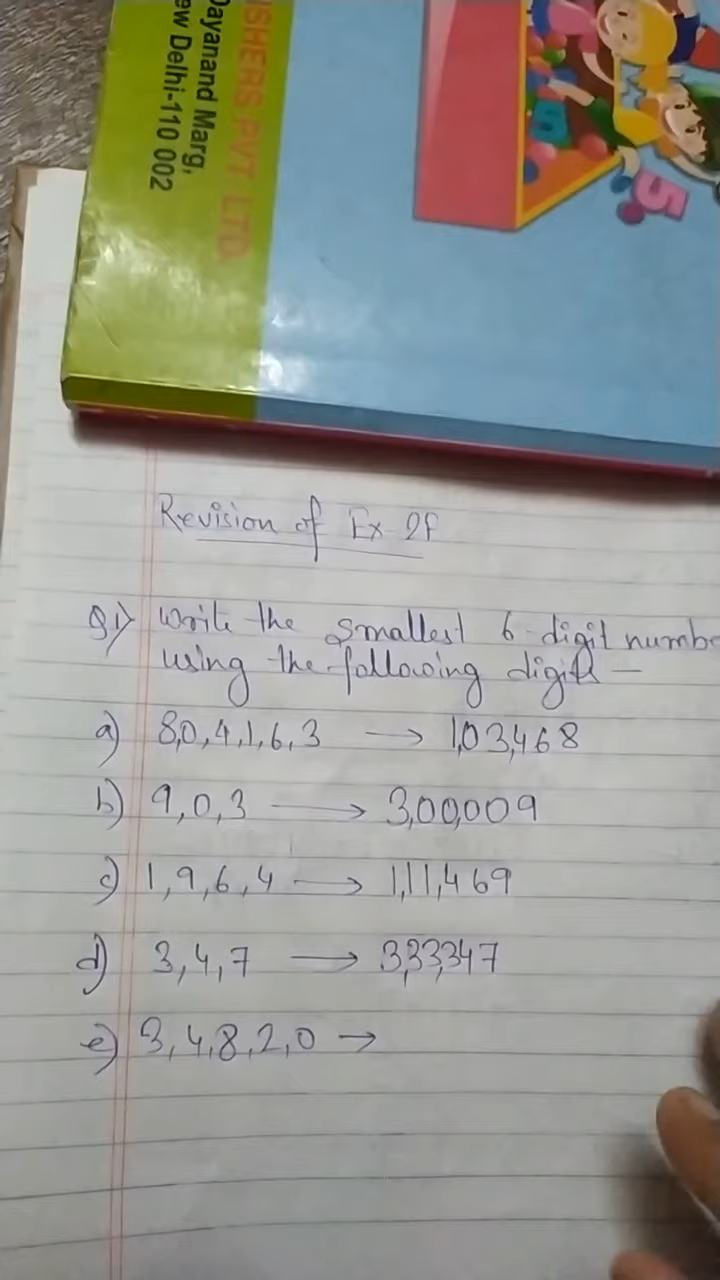 ISHERS PVT LTD.
Dayanand Marg,
ew Delhi-110 002
5
Revision of Ex 2F
Q1) Write the smallest 6-digit numbe
using the following digits —
a) 8,0,4,1,6,3 → 1,03,468
b) 9,0,3 → 3,00,009
c) 1,9,6,4 → 1,11,469
d) 3,4,7 → 3,33,347
e) 3,4,8,2,0 →